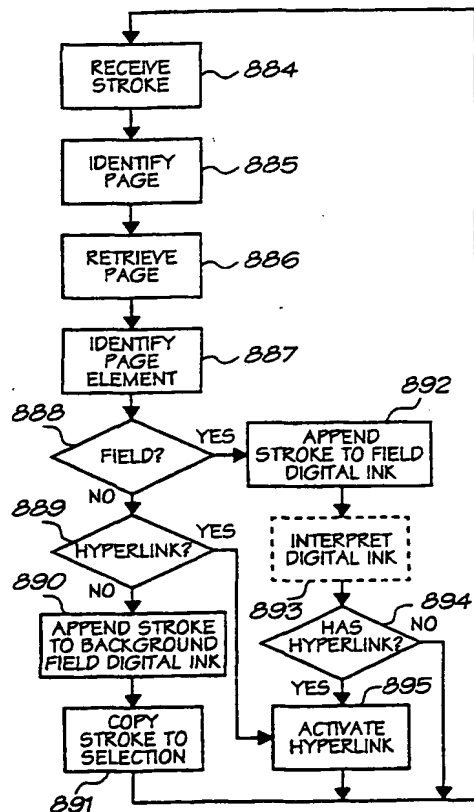 RECEIVE
STROKE
884
IDENTIFY
PAGE
885
RETRIEVE
PAGE
886
IDENTIFY
PAGE
ELEMENT
887
888
FIELD?
YES
NO
892
APPEND
STROKE TO FIELD
DIGITAL INK
889
HYPERLINK?
YES
NO
INTERPRET
DIGITAL INK
893
894
HAS
HYPERLINK?
NO
YES
890
APPEND STROKE
TO BACKGROUND
FIELD DIGITAL INK
895
ACTIVATE
HYPERLINK
COPY
STROKE TO
SELECTION
891